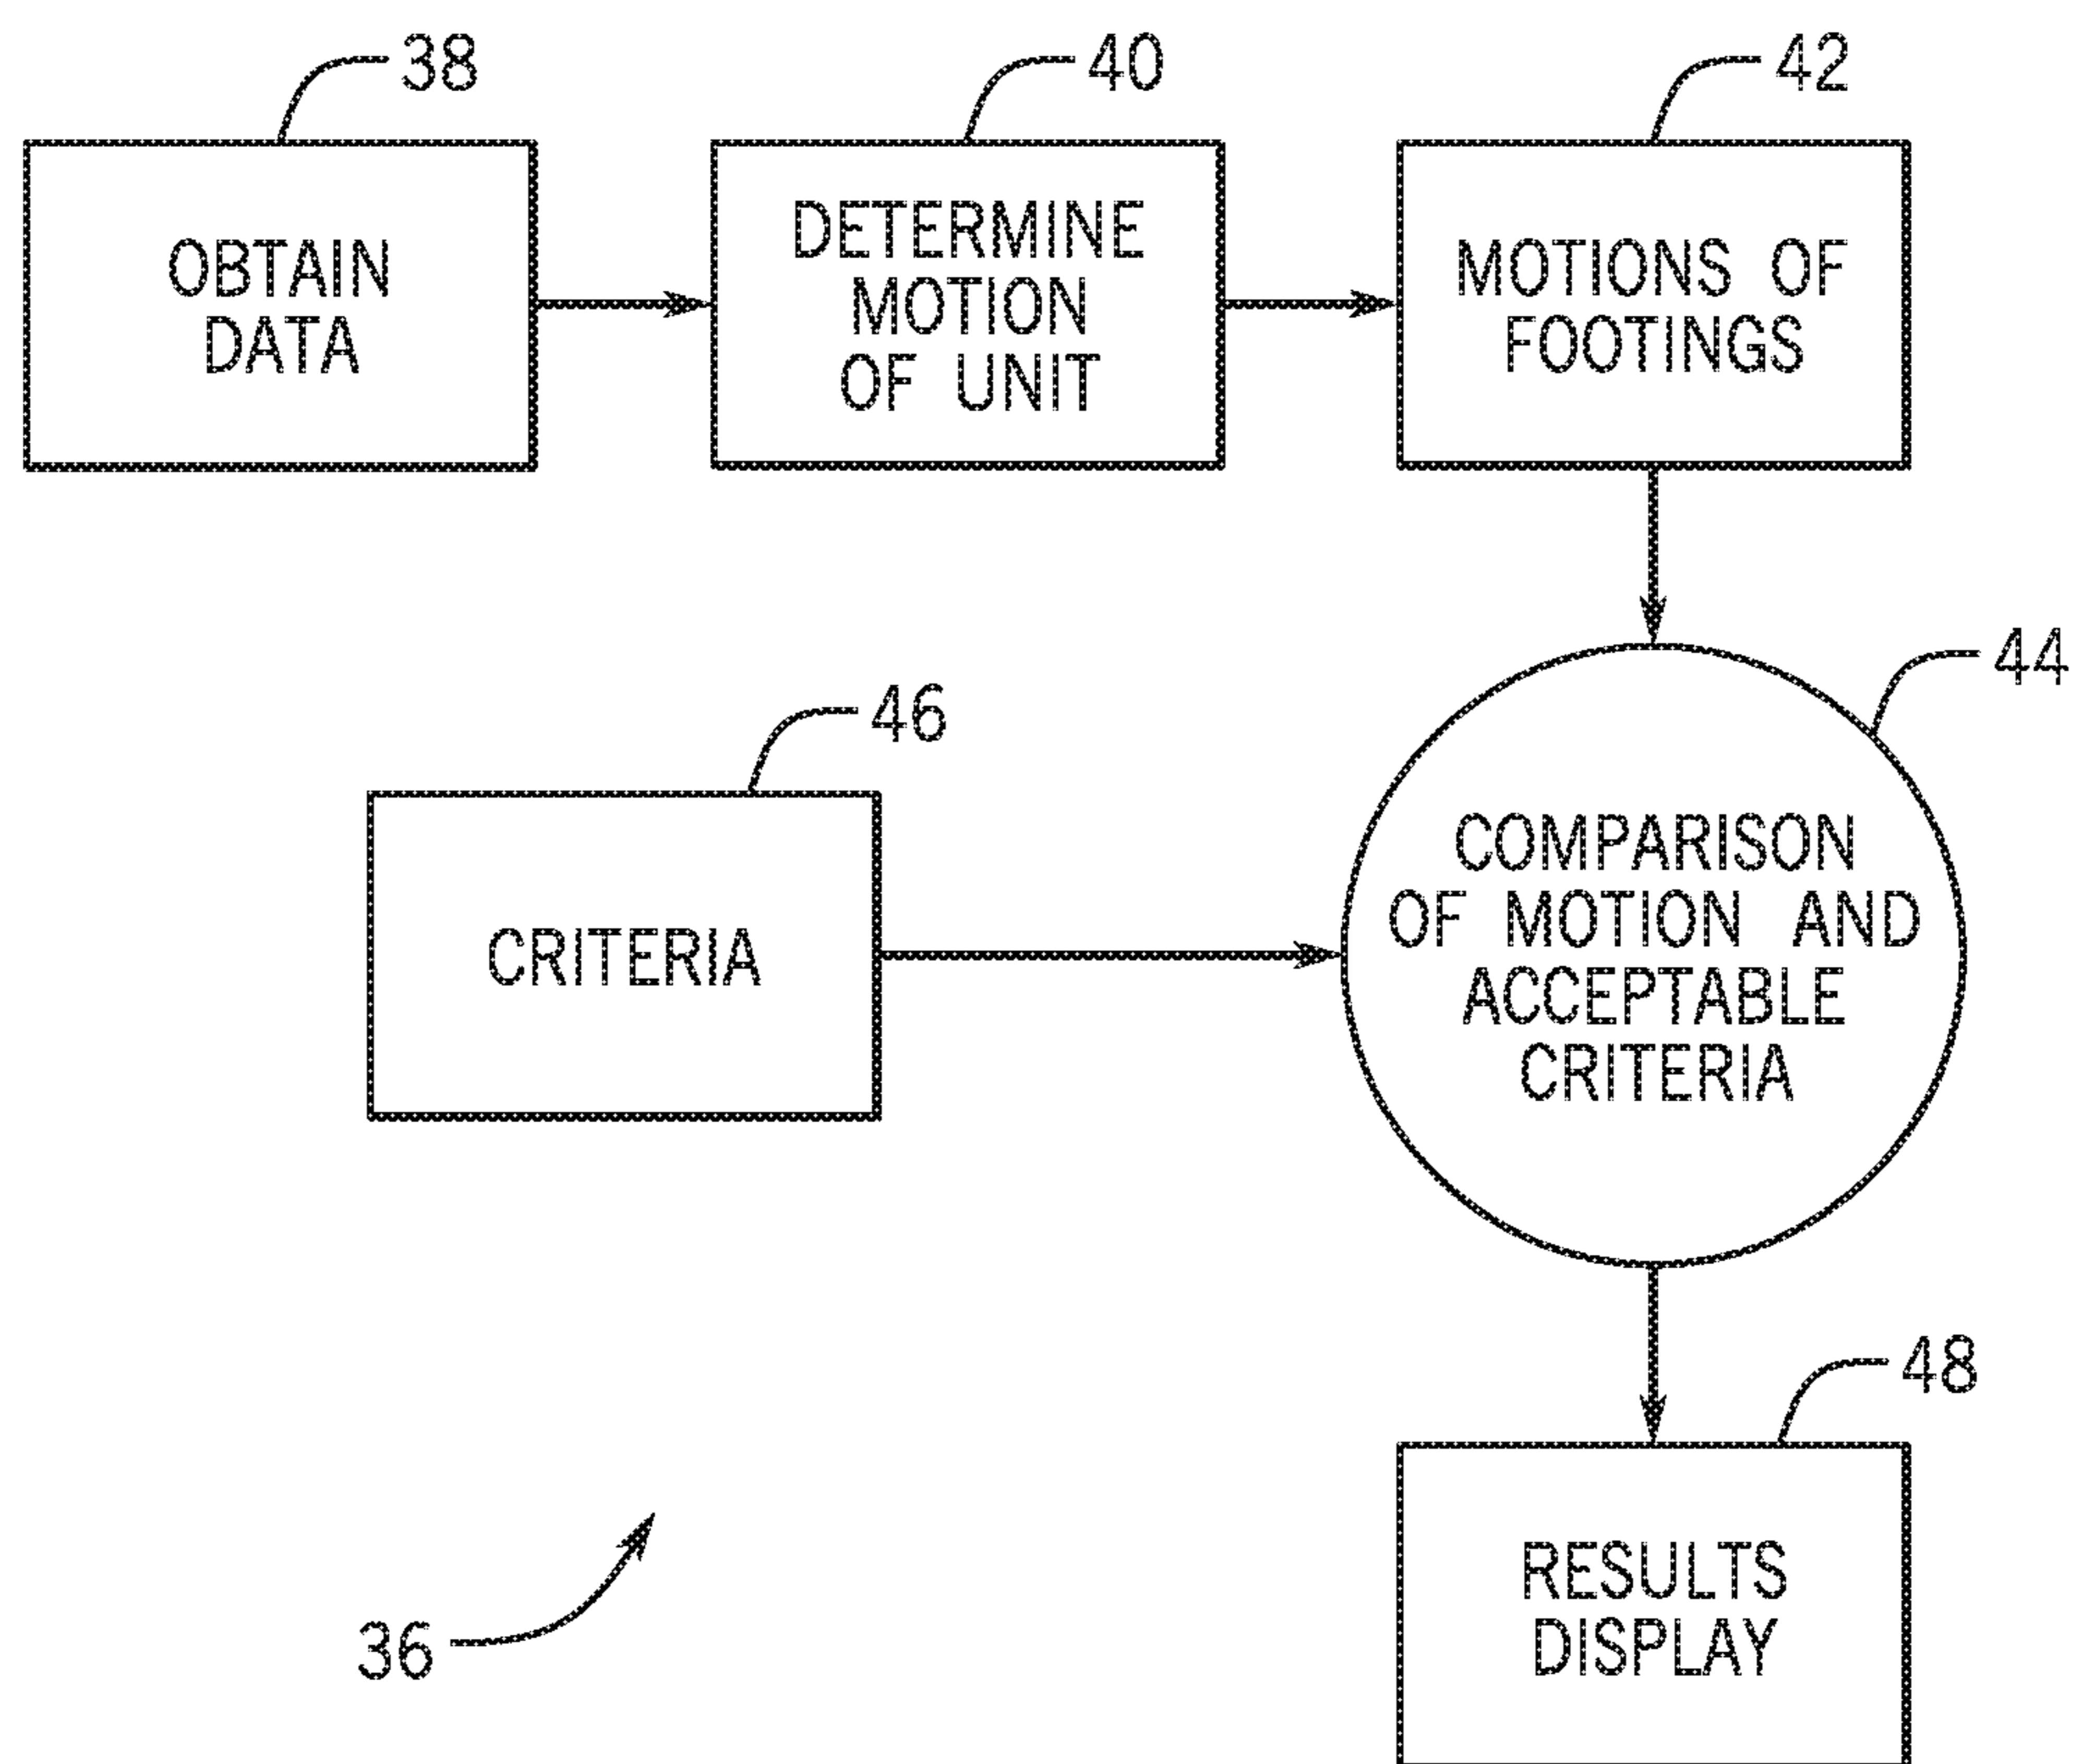 38
OBTAIN
DATA
40
DETERMINE
MOTION
OF UNIT
42
MOTIONS OF
FOOTINGS
46
CRITERIA
44
COMPARISON
OF MOTION AND
ACCEPTABLE
CRITERIA
48
RESULTS
DISPLAY
36